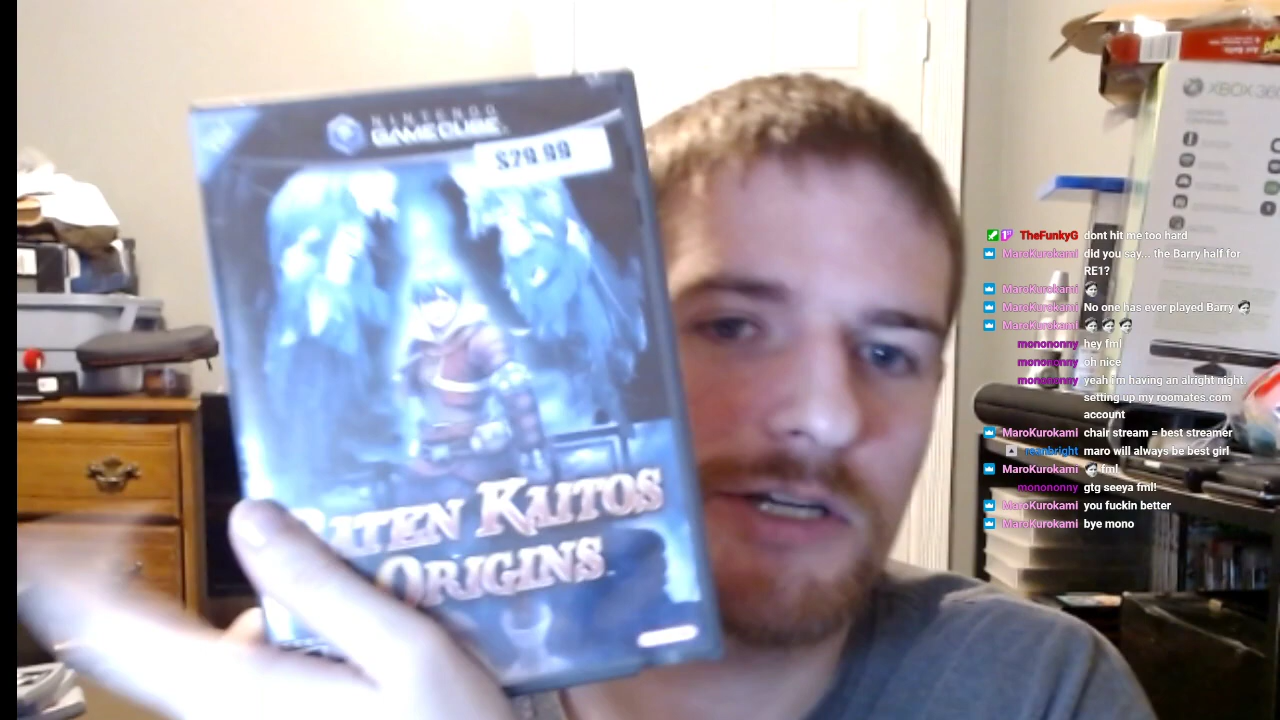 NINTENDO
GAMECUBE
$79.99
ATEN KAITOS
ORIGINS
XBOX 360
TheFunkyG dont hit me too hard
MaroKurokami did you say... the Barry half for
RE1?
MaroKurokami
MaroKurokami No one has ever played Barry
MaroKurokami
monononny hey fml
monononny oh nice
monononny yeah i'm having an alright night.
setting up my roomates.com
account
MaroKurokami chair stream = best streamer
maro will always be best girl
MaroKurokami fml
monononny gtg seeya fml!
MaroKurokami you fuckin better
MaroKurokami bye mono